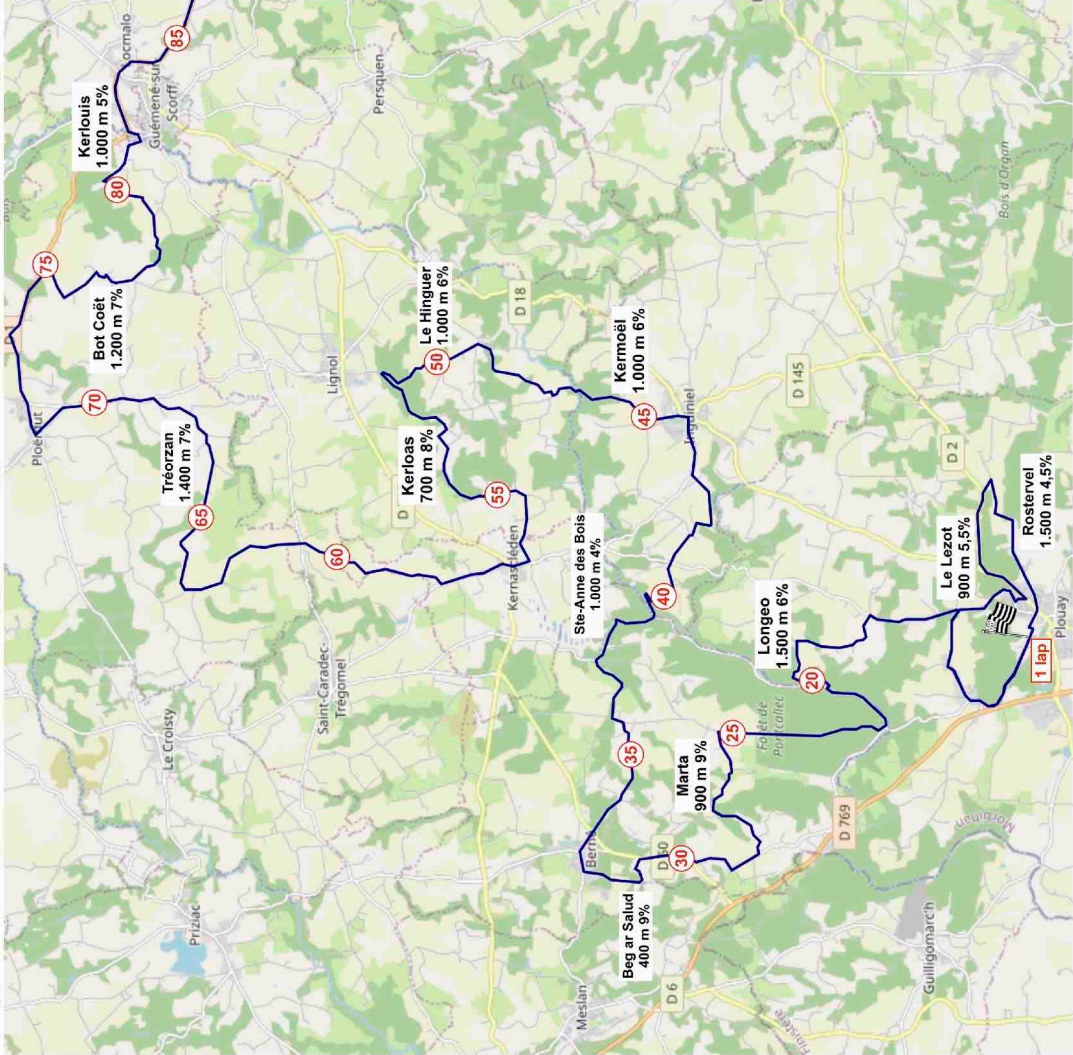 Kerlouis
1.000 m 5%
85
80
75
Guémené-sur-
Scorff
Persquen
Bot Coët
1.200 m 7%
70
Tréorzan
1.400 m 7%
65
60
Lignol
Le Hinguer
1.000 m 6%
50
D 18
Kerloas
700 m 8%
55
Kernascléden
Saint-Caradec-
Trégomel
Le Croisty
Priziac
Kermoël
1.000 m 6%
45
Inguiniel
D 145
Bois d'Organ
Ste-Anne des Bois
1.000 m 4%
40
35
D 2
Le Lezot
900 m 5,5%
Rostervel
1.500 m 4,5%
Longeo
1.500 m 6%
20
Forêt de
Pontcallec
25
Marta
900 m 9%
30
Berné
Beg ar Salud
400 m 9%
D 769
D 6
Meslan
Guilligomarc'h
Morbihan
Finistère
1 lap
Plouay